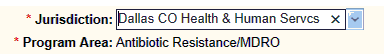 * Jurisdiction: Dallas CO Health & Human Servcs
* Program Area: Antibiotic Resistance/MDRO